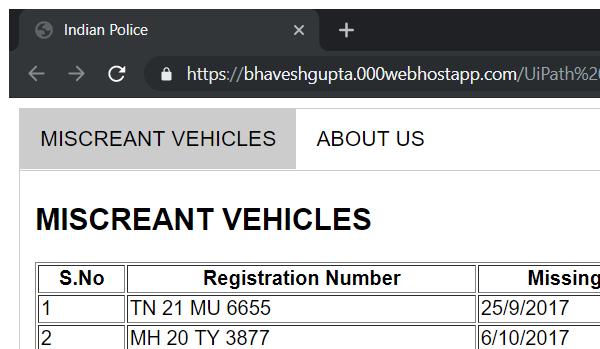 Indian Police
https://bhaveshgupta.000webhostapp.com/UiPath%20
MISCREANT VEHICLES ABOUT US
MISCREANT VEHICLES
S.No Registration Number Missing
1 TN 21 MU 6655 25/9/2017
2 MH 20 TY 3877 6/10/2017